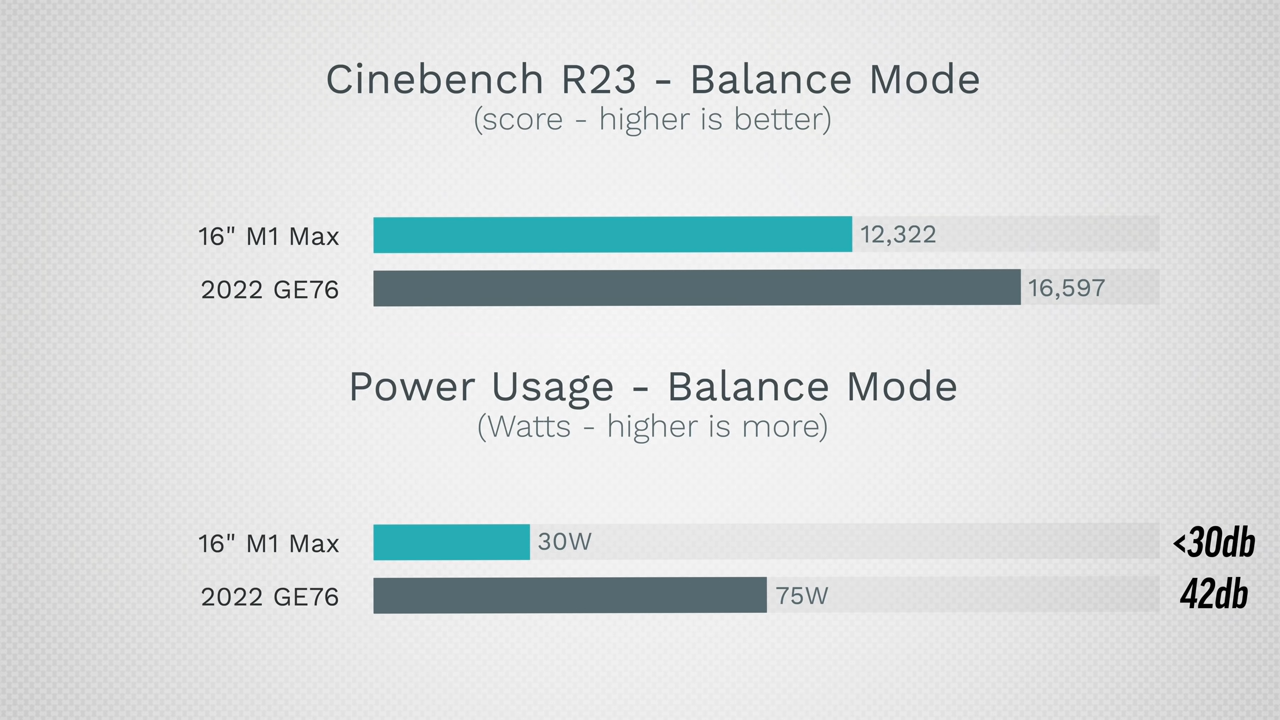 Cinebench R23 - Balance Mode
(score - higher is better)
16" M1 Max 12,322
2022 GE76 16,597
Power Usage - Balance Mode
(Watts - higher is more)
16" M1 Max 30W <30db
2022 GE76 75W 42db